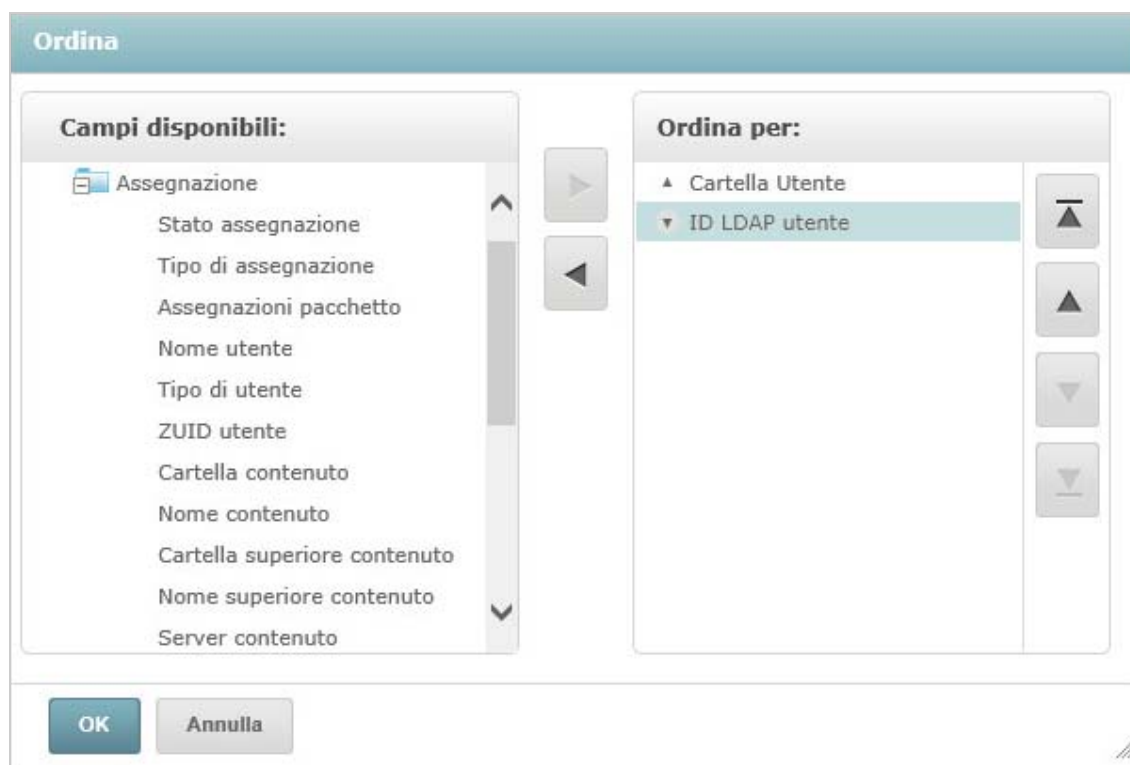 Ordina
Campi disponibili:
Assegnazione
Stato assegnazione
Tipo di assegnazione
Assegnazioni pacchetto
Nome utente
Tipo di utente
ZUID utente
Cartella contenuto
Nome contenuto
Cartella superiore contenuto
Nome superiore contenuto
Server contenuto
Ordina per:
Cartella Utente
ID LDAP utente
OK
Annulla